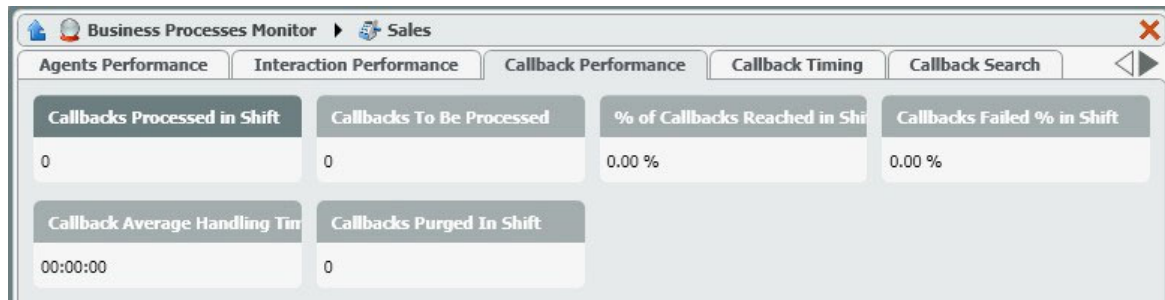 Business Processes Monitor Sales
Agents Performance Interaction Performance Callback Performance Callback Timing Callback Search
Callbacks Processed in Shift Callbacks To Be Processed % of Callbacks Reached in Shi Callbacks Failed % in Shift
0 0 0.00 % 0.00 %
Callback Average Handling Tim Callbacks Purged In Shift
00:00:00 0